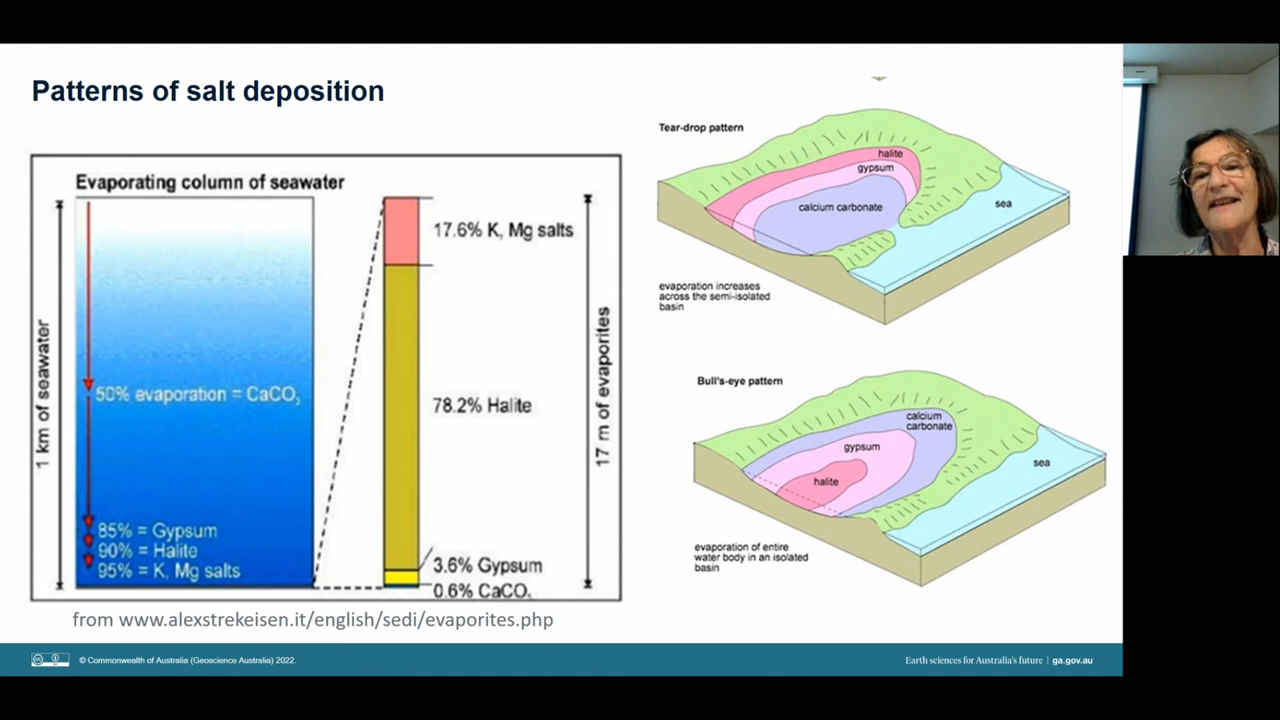 Patterns of salt deposition
Evaporating column of seawater
1 km of seawater
50% evaporation = CaCO₃
85% = Gypsum
90% = Halite
95% = K, Mg salts
17.6% K, Mg salts
78.2% Halite
3.6% Gypsum
0.6% CaCO₃
17 m of evaporites
from www.alexstrekeisen.it/english/sedi/evaporites.php
Tear-drop pattern
halite
gypsum
calcium carbonate
sea
evaporation increases
across the semi-isolated
basin
Bull's-eye pattern
calcium
carbonate
gypsum
halite
sea
evaporation of entire
water body in an isolated
basin
© Commonwealth of Australia (Geoscience Australia) 2022.
Earth sciences for Australia's future | ga.gov.au